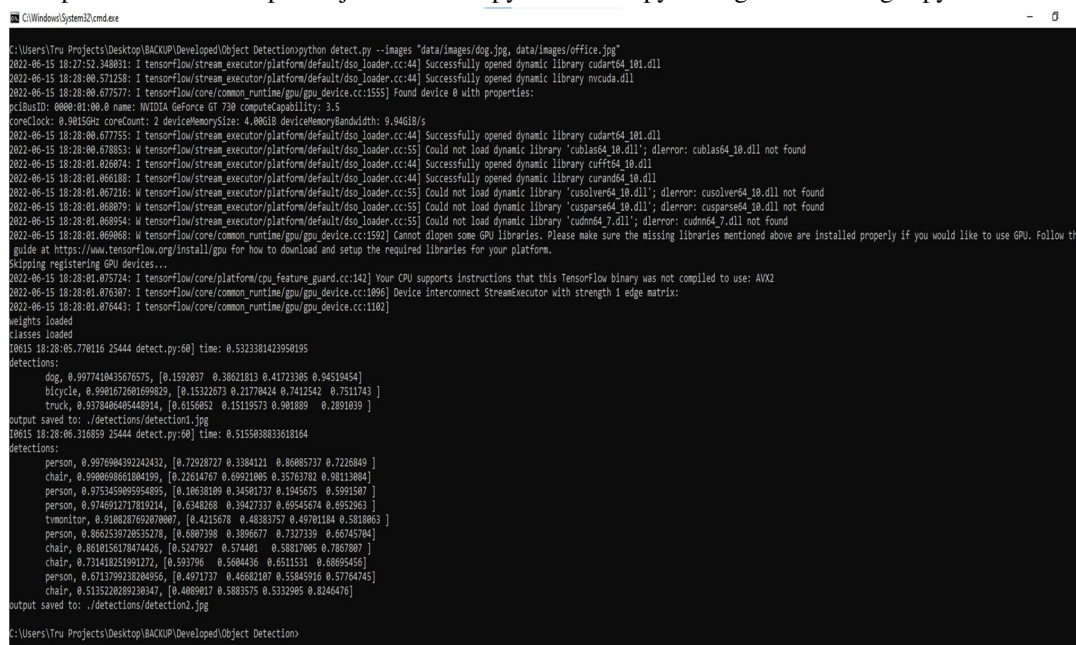 C:\Windows\System32\cmd.exe
C:\Users\Tru Projects\Desktop\BACKUP\Developed\Object Detection>python detect.py --images "data/images/dog.jpg, data/images/office.jpg"
2022-06-15 18:27:52.348031: I tensorflow/stream_executor/platform/default/dso_loader.cc:44] Successfully opened dynamic library cudart64_101.dll
2022-06-15 18:28:00.571258: I tensorflow/stream_executor/platform/default/dso_loader.cc:44] Successfully opened dynamic library nvcuda.dll
2022-06-15 18:28:00.677577: I tensorflow/core/common_runtime/gpu/gpu_device.cc:1555] Found device 0 with properties:
pciBusID: 0000:01:00.0 name: NVIDIA GeForce GT 730 computeCapability: 3.5
coreClock: 0.9015GHz coreCount: 2 deviceMemorySize: 4.00GiB deviceMemoryBandwidth: 9.94GiB/s
2022-06-15 18:28:00.677755: I tensorflow/stream_executor/platform/default/dso_loader.cc:44] Successfully opened dynamic library cudart64_101.dll
2022-06-15 18:28:00.678853: W tensorflow/stream_executor/platform/default/dso_loader.cc:55] Could not load dynamic library 'cublas64_10.dll'; dlerror: cublas64_10.dll not found
2022-06-15 18:28:01.026074: I tensorflow/stream_executor/platform/default/dso_loader.cc:44] Successfully opened dynamic library cufft64_10.dll
2022-06-15 18:28:01.066188: I tensorflow/stream_executor/platform/default/dso_loader.cc:44] Successfully opened dynamic library curand64_10.dll
2022-06-15 18:28:01.067216: W tensorflow/stream_executor/platform/default/dso_loader.cc:55] Could not load dynamic library 'cusolver64_10.dll'; dlerror: cusolver64_10.dll not found
2022-06-15 18:28:01.068079: W tensorflow/stream_executor/platform/default/dso_loader.cc:55] Could not load dynamic library 'cusparse64_10.dll'; dlerror: cusparse64_10.dll not found
2022-06-15 18:28:01.068954: W tensorflow/stream_executor/platform/default/dso_loader.cc:55] Could not load dynamic library 'cudnn64_7.dll'; dlerror: cudnn64_7.dll not found
2022-06-15 18:28:01.069068: W tensorflow/core/common_runtime/gpu/gpu_device.cc:1592] Cannot dlopen some GPU libraries. Please make sure the missing libraries mentioned above are installed properly if you would like to use GPU. Follow th
guide at https://www.tensorflow.org/install/gpu for how to download and setup the required libraries for your platform.
Skipping registering GPU devices...
2022-06-15 18:28:01.075724: I tensorflow/core/platform/cpu_feature_guard.cc:142] Your CPU supports instructions that this TensorFlow binary was not compiled to use: AVX2
2022-06-15 18:28:01.076307: I tensorflow/core/common_runtime/gpu/gpu_device.cc:1096] Device interconnect StreamExecutor with strength 1 edge matrix:
2022-06-15 18:28:01.076443: I tensorflow/core/common_runtime/gpu/gpu_device.cc:1102]
weights loaded
classes loaded
I0615 18:28:05.770116 25444 detect.py:60] time: 0.5323381423950195
detections:
dog, 0.9977410435676575, [0.1592037 0.38621813 0.41723305 0.94519454]
bicycle, 0.9901672601699829, [0.15322673 0.21770424 0.7412542 0.7511743 ]
truck, 0.9378406405448914, [0.6156052 0.15119573 0.901889 0.2891039 ]
output saved to: ./detections/detection1.jpg
I0615 18:28:06.316859 25444 detect.py:60] time: 0.5155038833618164
detections:
person, 0.9976904392242432, [0.72928727 0.3384121 0.86085737 0.7226849 ]
chair, 0.9900698661804199, [0.22614767 0.69921005 0.35763782 0.98113084]
person, 0.9753459095954895, [0.10638109 0.34501737 0.1945675 0.5991507 ]
person, 0.9746912717819214, [0.6348268 0.39427337 0.69545674 0.6952963 ]
tvmonitor, 0.9108287692070007, [0.4215678 0.48383757 0.49701184 0.5818063 ]
person, 0.8662539720535278, [0.6807398 0.3896677 0.7327339 0.66745704]
chair, 0.8610156178474426, [0.5247927 0.574401 0.58817005 0.7867807 ]
chair, 0.731418251991272, [0.593796 0.5604436 0.6511531 0.68695456]
person, 0.6713799238204956, [0.4971737 0.46682107 0.55845916 0.57764745]
chair, 0.5135220289230347, [0.4089017 0.5883575 0.5332905 0.8246476]
output saved to: ./detections/detection2.jpg
C:\Users\Tru Projects\Desktop\BACKUP\Developed\Object Detection>